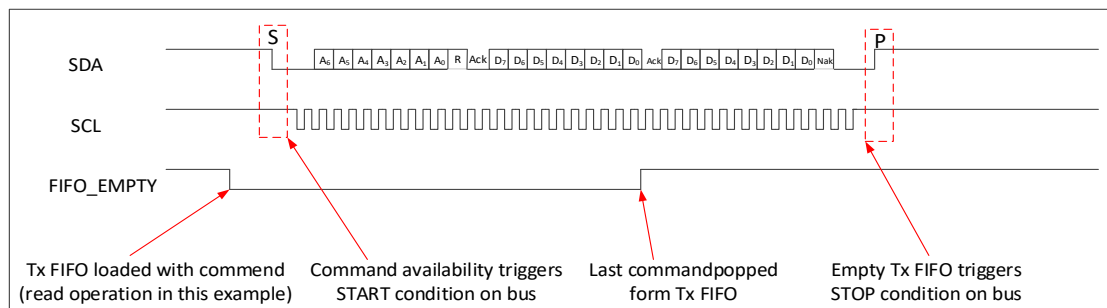 S
P
SDA
A6 A5 A4 A3 A2 A1 A0 R Ack D7 D6 D5 D4 D3 D2 D1 D0 Ack D7 D6 D5 D4 D3 D2 D1 D0 Nak
SCL
FIFO_EMPTY
Tx FIFO loaded with commend
(read operation in this example)
Command availability triggers
START condition on bus
Last commandpopped
form Tx FIFO
Empty Tx FIFO triggers
STOP condition on bus